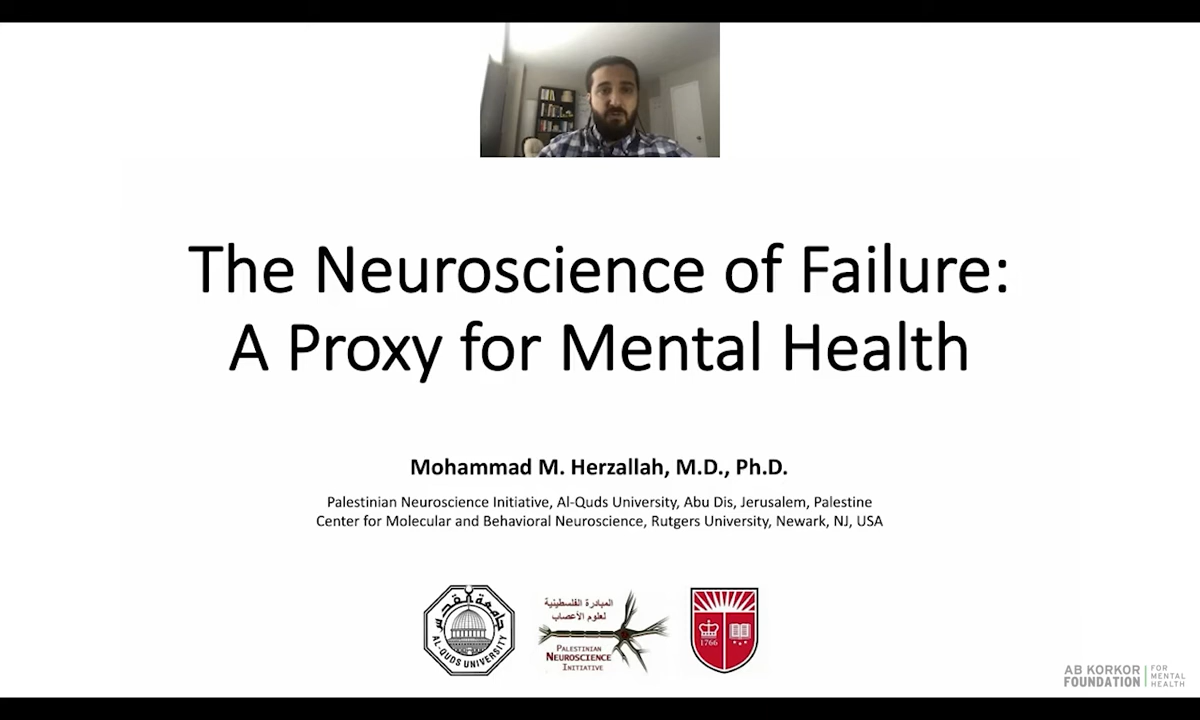 The Neuroscience of Failure:
A Proxy for Mental Health
Mohammad M. Herzallah, M.D., Ph.D.
Palestinian Neuroscience Initiative, Al-Quds University, Abu Dis, Jerusalem, Palestine
Center for Molecular and Behavioral Neuroscience, Rutgers University, Newark, NJ, USA
جامعة القدس
AL-QUDS UNIVERSITY
المبادرة الفلسطينية
لعلوم الأعصاب
PALESTINIAN
NEUROSCIENCE
INITIATIVE
1766
AB KORKOR
FOUNDATION
FOR
MENTAL
HEALTH